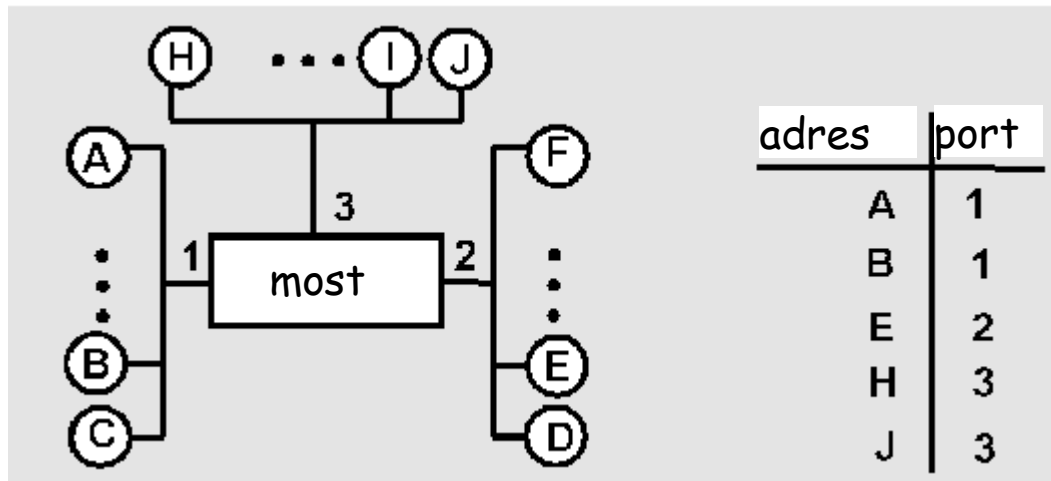 H ... I J
A
F
3
1 most 2
B
E
C
D
adres port
A 1
B 1
E 2
H 3
J 3